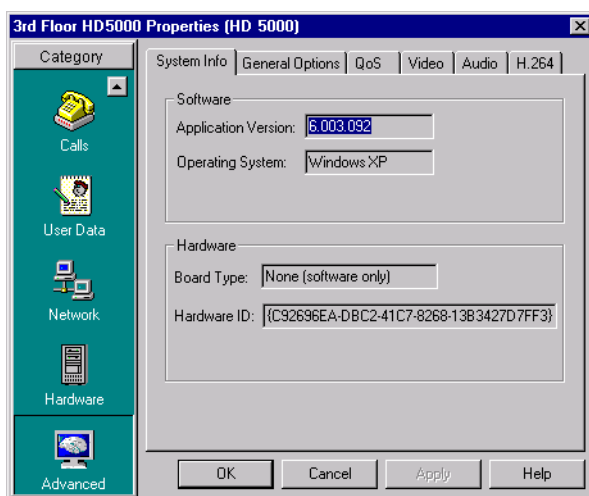 3rd Floor HD5000 Properties (HD 5000)
Category
System Info General Options QoS Video Audio H.264
Calls
User Data
Network
Hardware
Advanced
Software
Application Version: 6.003.092
Operating System: Windows XP
Hardware
Board Type: None (software only)
Hardware ID: {C92696EA-DBC2-41C7-8268-13B3427D7FF3}
OK Cancel Apply Help